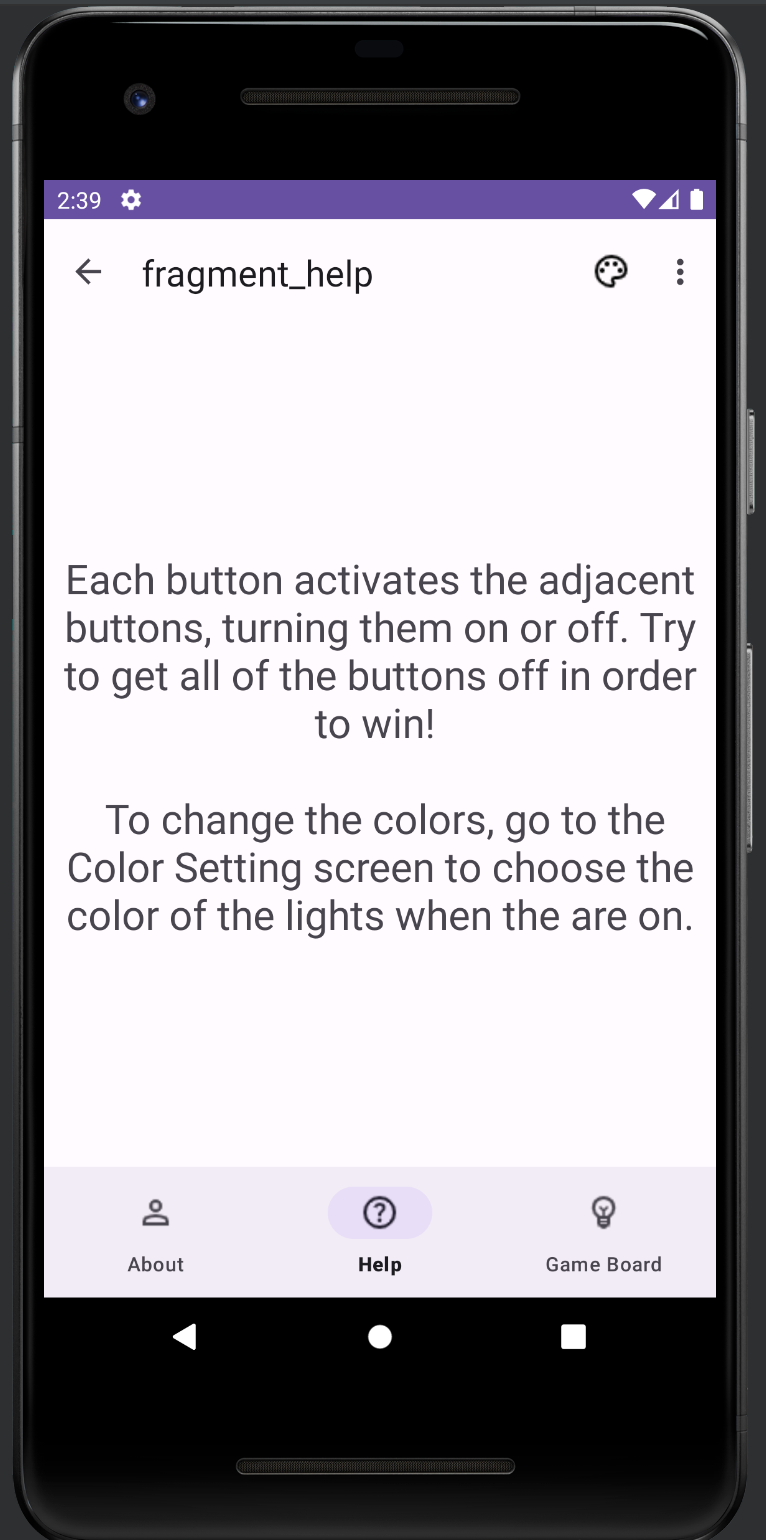 2:39
fragment_help
Each button activates the adjacent
buttons, turning them on or off. Try
to get all of the buttons off in order
to win!
To change the colors, go to the
Color Setting screen to choose the
color of the lights when the are on.
About
Help
Game Board